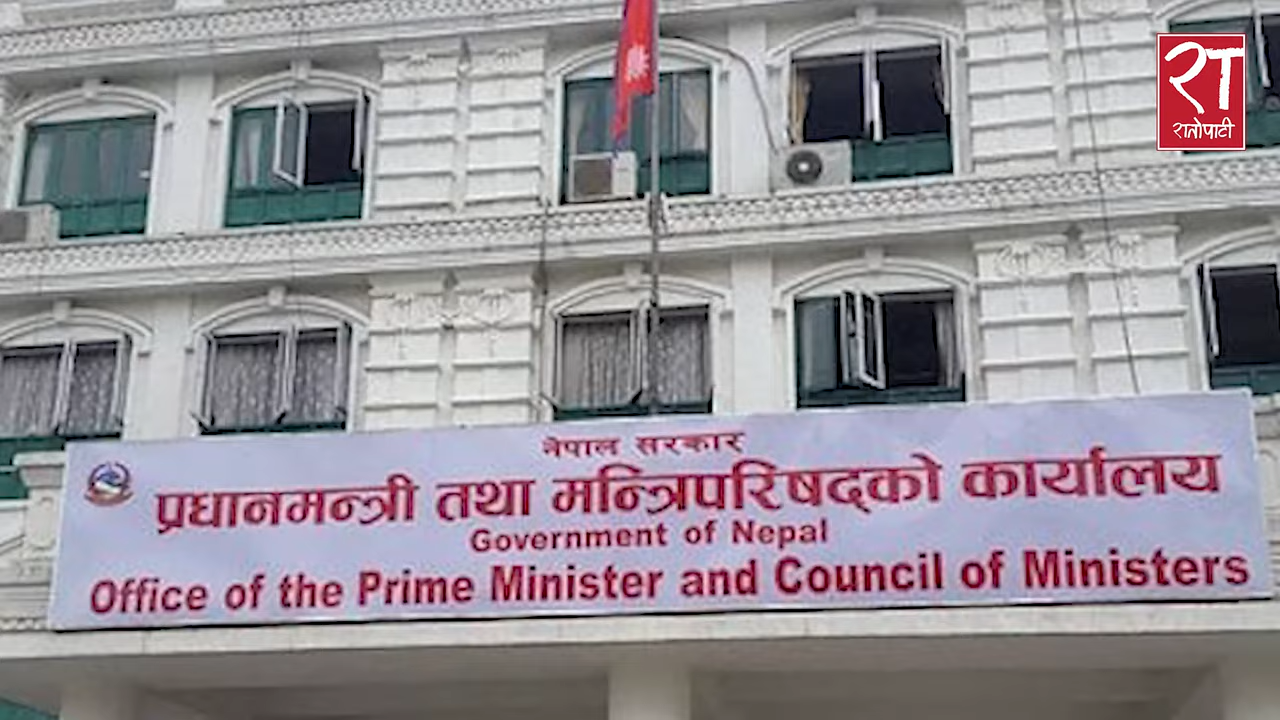 रा
रातोपाटी
नेपाल सरकार
प्रधानमन्त्री तथा मन्त्रिपरिषद्को कार्यालय
Government of Nepal
Office of the Prime Minister and Council of Ministers